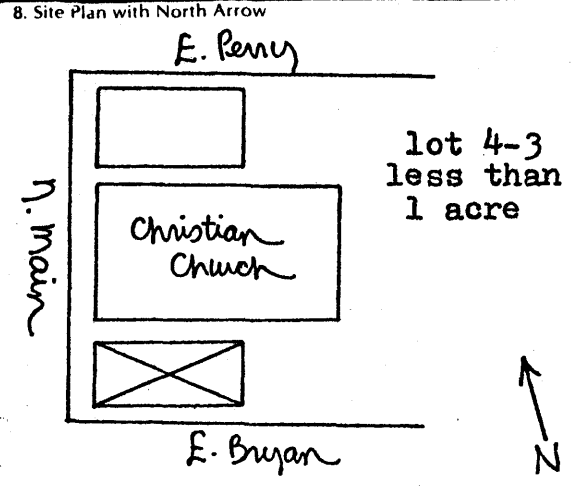 8. Site Plan with North Arrow
E. Perry
lot 4-3
less than
1 acre
N. Main
Christian
Church
E. Bryan
N